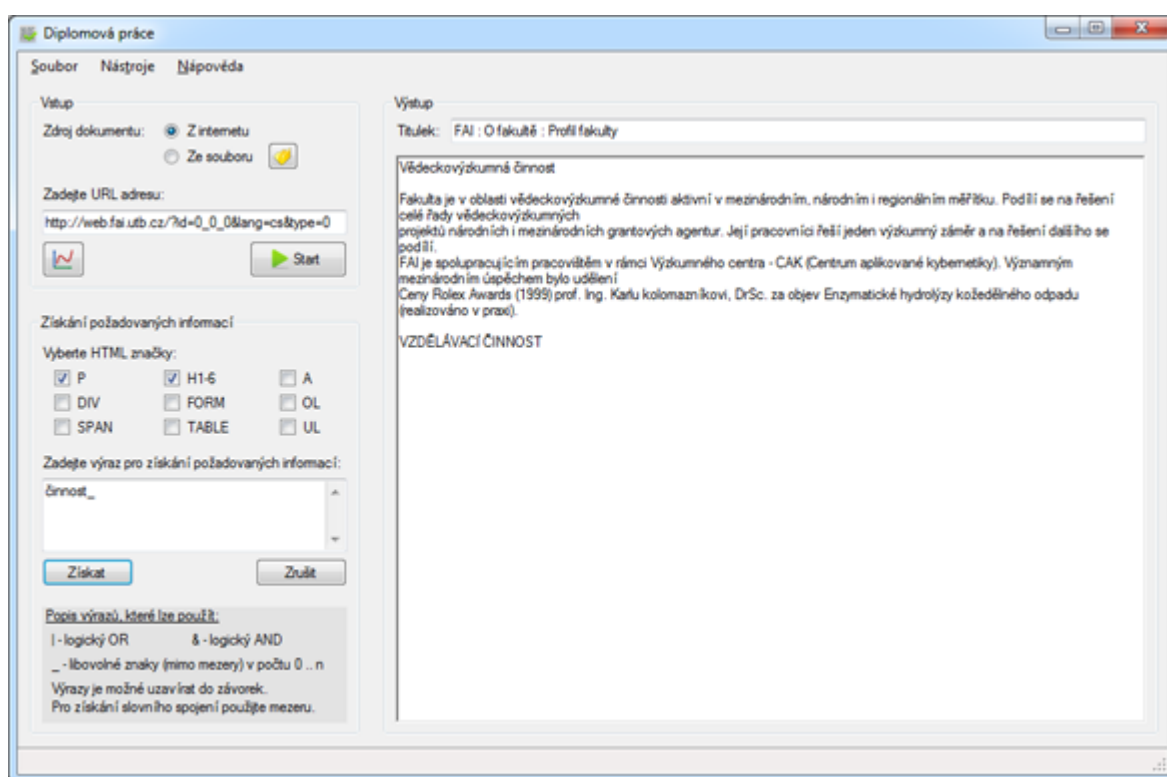 Diplomová práce
Soubor Nástroje Nápověda
Vstup
Zdroj dokumentu: Z internetu
Ze souboru
Zadejte URL adresu:
http://web.fai.utb.cz/?id=0_0_0&lang=cs&type=0
Start
Získání požadovaných informací
Vyberte HTML značky:
P H1-6 A
DIV FORM OL
SPAN TABLE UL
Zadejte výraz pro získání požadovaných informací:
činnost_
Získat Zrušit
Popis výrazů, které lze použít:
| - logický OR & - logický AND
_ - libovolné znaky (mimo mezery) v počtu 0 .. n
Výrazy je možné uzavírat do závorek.
Pro získání slovního spojení použijte mezeru.
Výstup
Titulek: FAI : O fakultě : Profil fakulty
Vědeckovýzkumná činnost
Fakulta je v oblasti vědeckovýzkumné činnosti aktivní v mezinárodním, národním i regionálním měřítku. Podílí se na řešení
celé řady vědeckovýzkumných
projektů národních i mezinárodních grantových agentur. Její pracovníci řeší jeden výzkumný záměr a na řešení dalšího se
podílí.
FAI je spolupracujícím pracovištěm v rámci Výzkumného centra - CAK (Centrum aplikované kybernetiky). Významným
mezinárodním úspěchem bylo udělení
Ceny Rolex Awards (1999) prof. Ing. Karlu kolomazníkovi, DrSc. za objev Enzymatické hydrolýzy kožedělného odpadu
(realizováno v praxi).
VZDĚLÁVACÍ ČINNOST